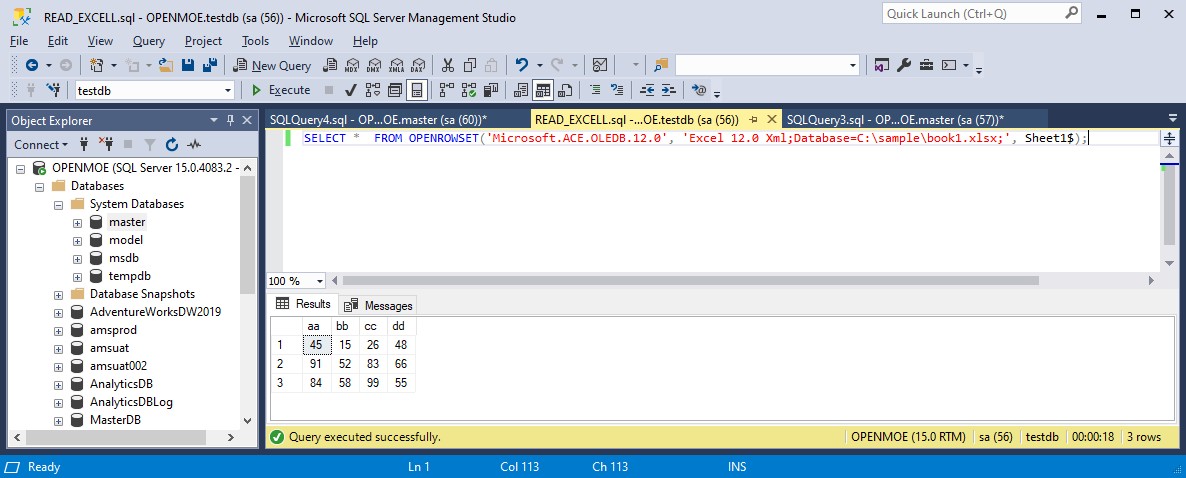 READ_EXCELL.sql - OPENMOE.testdb (sa (56)) - Microsoft SQL Server Management Studio
Quick Launch (Ctrl+Q)
File Edit View Query Project Tools Window Help
New Query MDX DMX XMLA DAX
testdb Execute
Object Explorer
SQLQuery4.sql - OP...OE.master (sa (60))* READ_EXCELL.sql -...OE.testdb (sa (56))* SQLQuery3.sql - OP...OE.master (sa (57))*
SELECT *  FROM OPENROWSET('Microsoft.ACE.OLEDB.12.0', 'Excel 12.0 Xml;Database=C:\sample\book1.xlsx;', Sheet1$);
Connect
OPENMOE (SQL Server 15.0.4083.2 -
Databases
System Databases
master
model
msdb
tempdb
Database Snapshots
AdventureWorksDW2019
amsprod
amsuat
amsuat002
AnalyticsDB
AnalyticsDBLog
MasterDB
100 %
Results Messages
aa bb cc dd
1 45 15 26 48
2 91 52 83 66
3 84 58 99 55
Query executed successfully. OPENMOE (15.0 RTM) sa (56) testdb 00:00:18 3 rows
Ready Ln 1 Col 113 Ch 113 INS